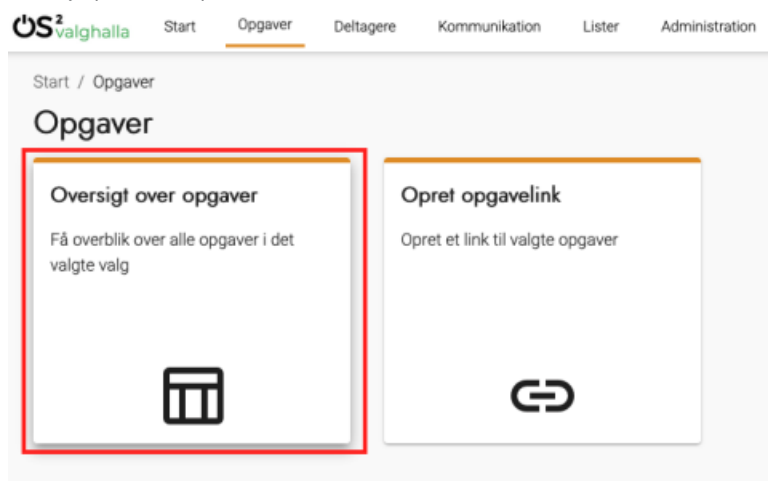 OS²valghalla Start Opgaver Deltagere Kommunikation Lister Administration
Start / Opgaver
Opgaver
Oversigt over opgaver
Få overblik over alle opgaver i det
valgte valg
Opret opgavelink
Opret et link til valgte opgaver